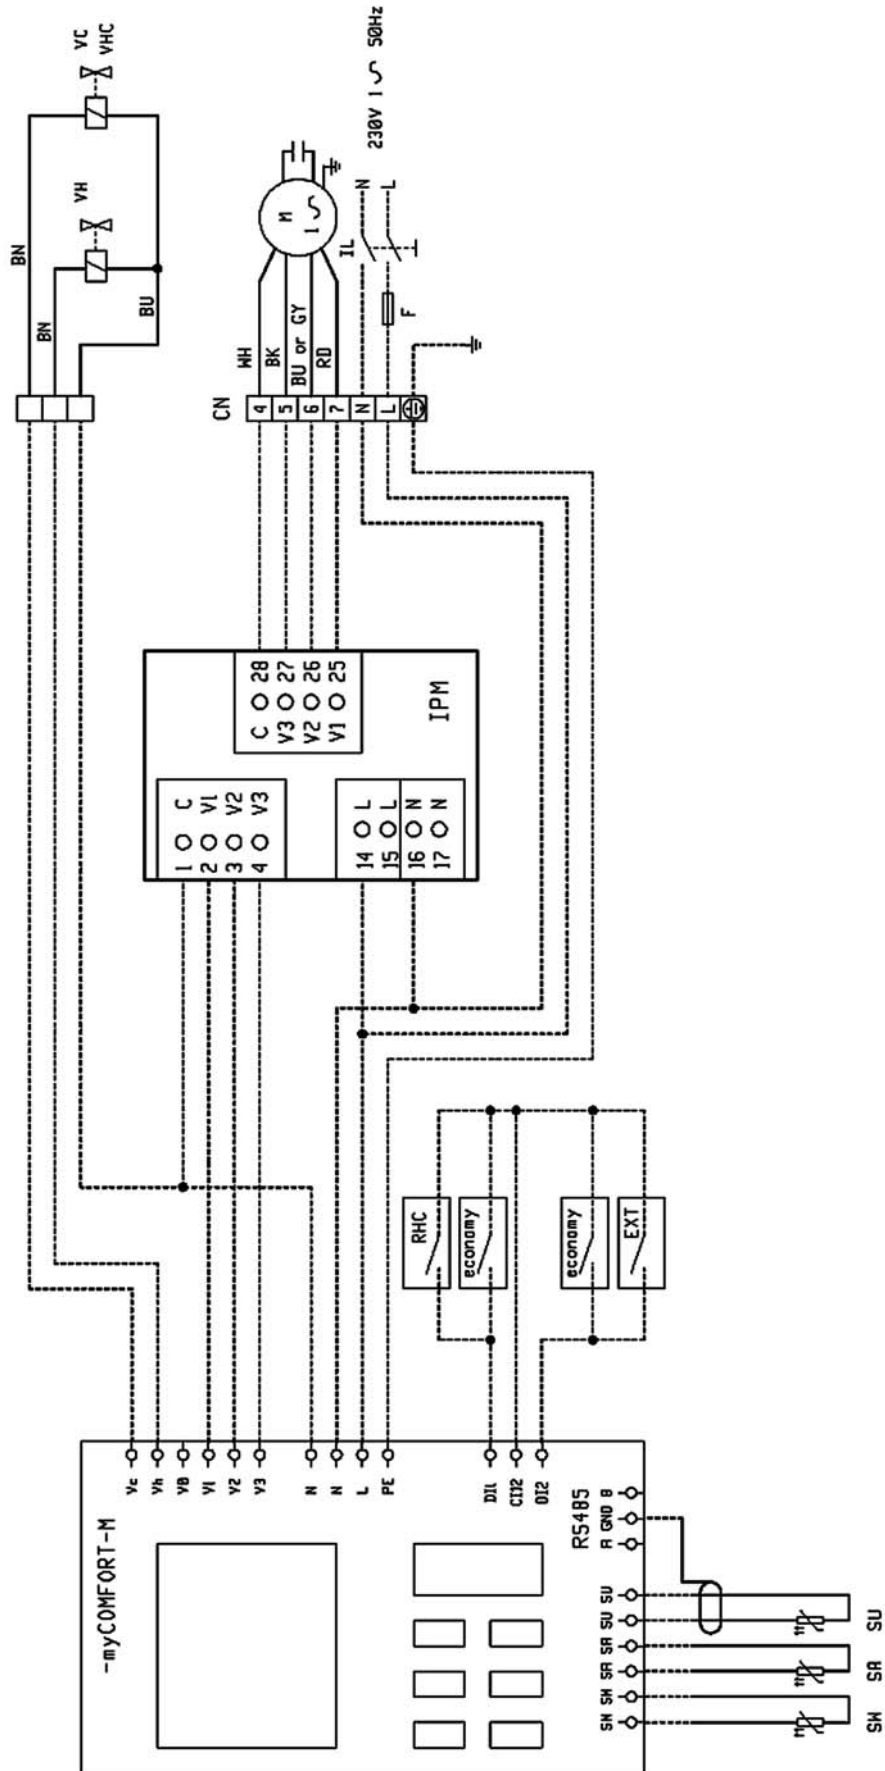 VC
VHC
VH
BN
BN
BU
230V 1 50Hz
M
1
N
L
IL
F
WH
BK
BU or GY
RD
CN
4
5
6
7
N
L
C 28
V3 27
V2 26
V1 25
IPM
1 C
2 V1
3 V2
4 V3
14 L
15 L
16 N
17 N
RHC
economy
economy
EXT
-myCOMFORT-M
Vc
Vh
V0
V1
V2
V3
N
N
L
PE
DI1
CI12
DI2
RS485
A GND B
SW SW SA SA SU SU
SW
SA
SU